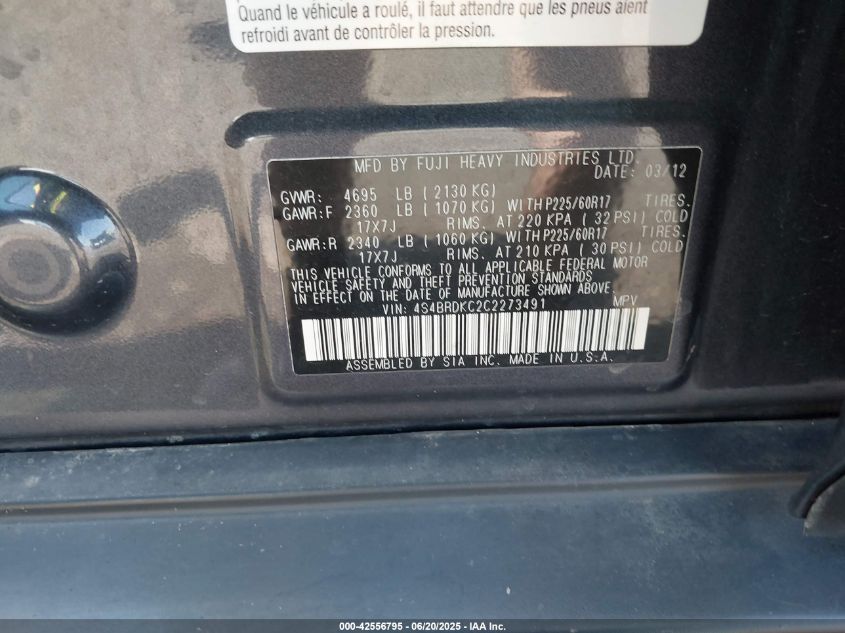 Quand le véhicule a roulé, il faut attendre que les pneus aient
refroidi avant de contrôler la pression.
MFD BY FUJI HEAVY INDUSTRIES LTD.
DATE: 03/12
GVWR: 4695 LB (2130 KG)
GAWR:F 2360 LB (1070 KG) WITH P225/60R17 TIRES.
17X7J RIMS. AT 220 KPA (32 PSI) COLD
GAWR:R 2340 LB (1060 KG) WITH P225/60R17 TIRES.
17X7J RIMS. AT 210 KPA (30 PSI) COLD
THIS VEHICLE CONFORMS TO ALL APPLICABLE FEDERAL MOTOR
VEHICLE SAFETY AND THEFT PREVENTION STANDARDS
IN EFFECT ON THE DATE OF MANUFACTURE SHOWN ABOVE.
VIN: 4S4BRDKC2C2273491 MPV
ASSEMBLED BY SIA INC. MADE IN U.S.A.
000-42556795 - 06/20/2025 - IAA Inc.